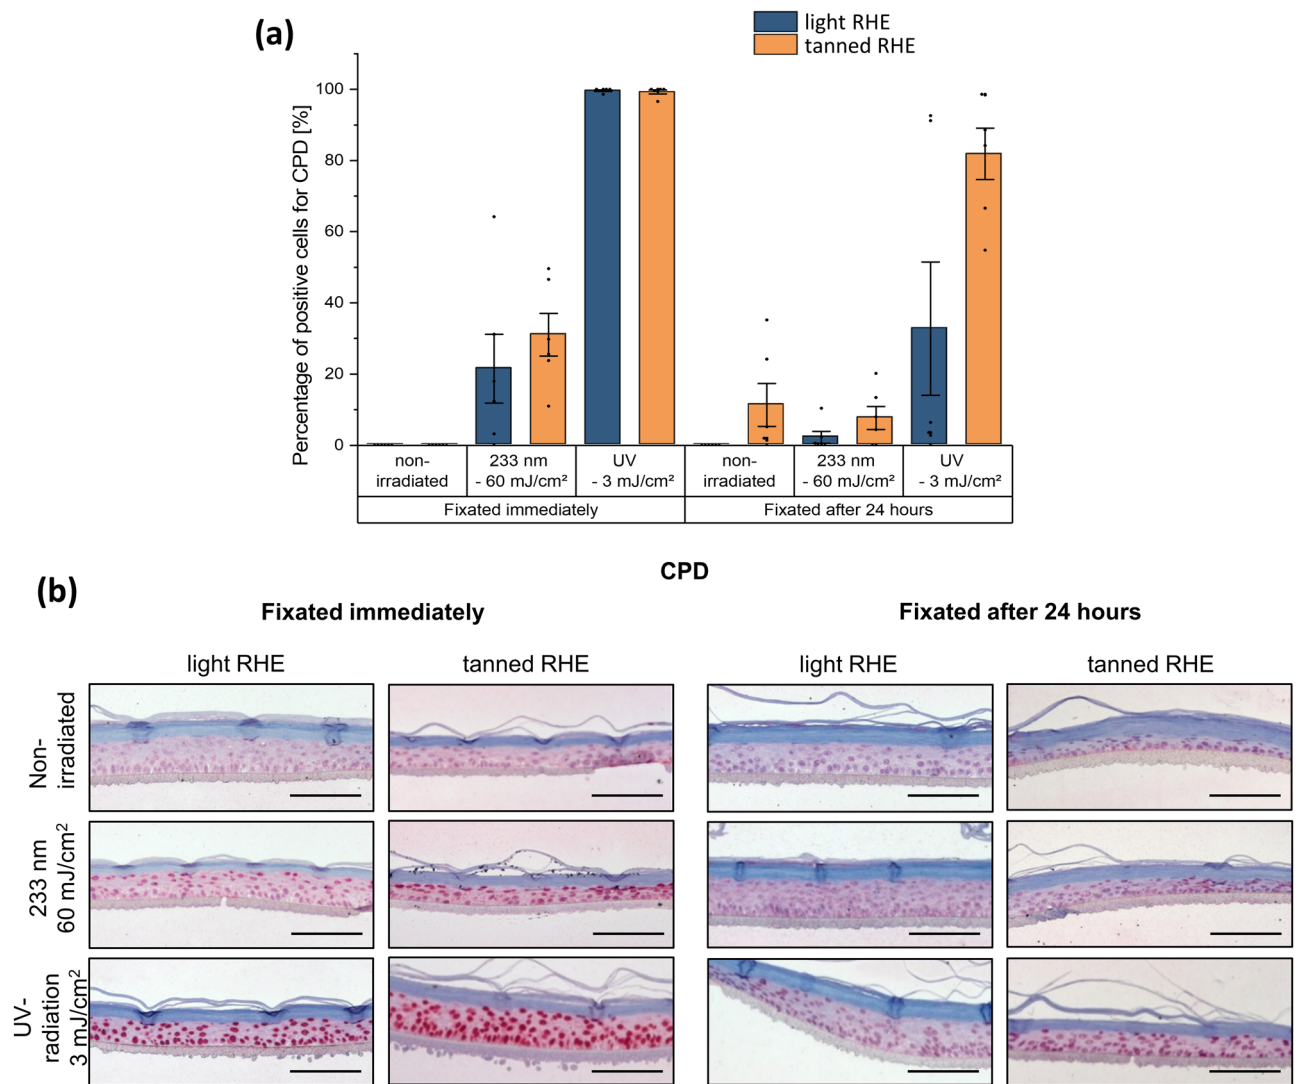 (a)
light RHE
tanned RHE
Percentage of positive cells for CPD [%]
100
80
60
40
20
0
non-
irradiated
233 nm
- 60 mJ/cm²
UV
- 3 mJ/cm²
non-
irradiated
233 nm
- 60 mJ/cm²
UV
- 3 mJ/cm²
Fixated immediately
Fixated after 24 hours
(b)
CPD
Fixated immediately
Fixated after 24 hours
light RHE
tanned RHE
light RHE
tanned RHE
Non-
irradiated
233 nm
60 mJ/cm²
UV-
radiation
3 mJ/cm²